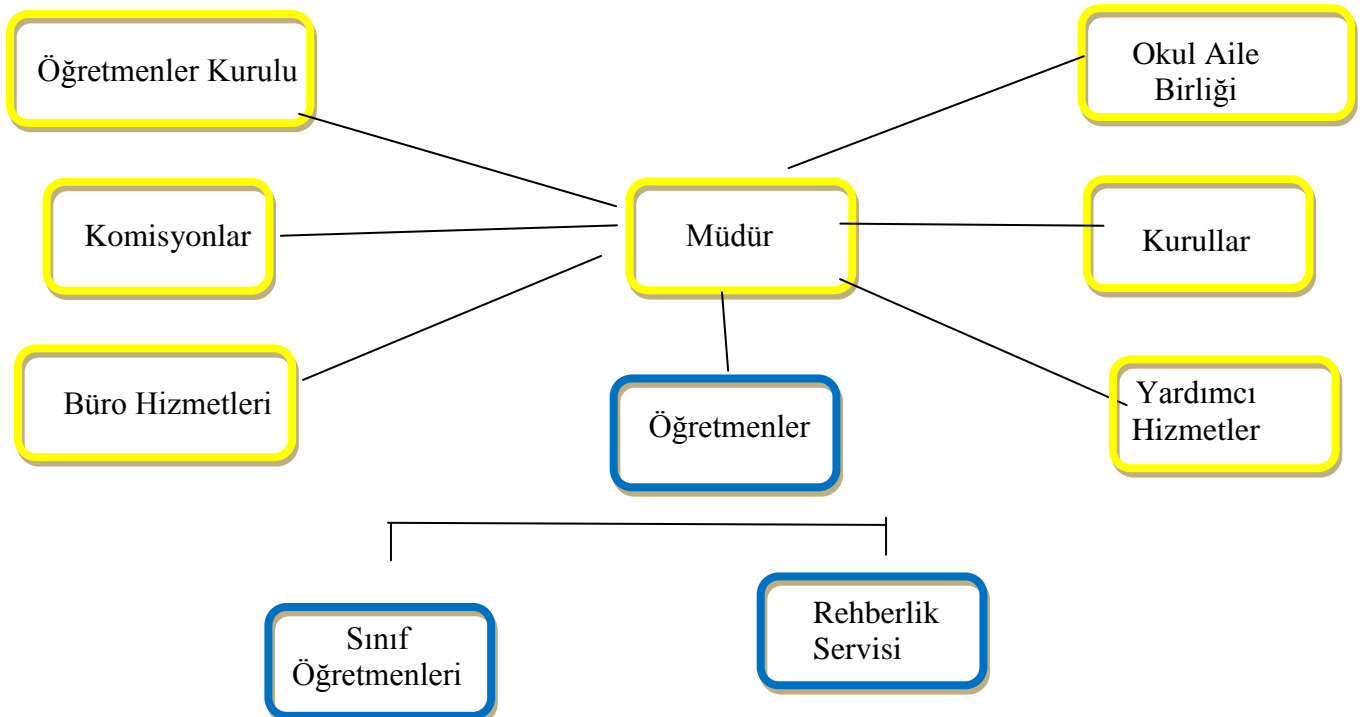 Öğretmenler Kurulu
Okul Aile
Birliği
Komisyonlar
Müdür
Kurullar
Büro Hizmetleri
Öğretmenler
Yardımcı
Hizmetler
Sınıf
Öğretmenleri
Rehberlik
Servisi